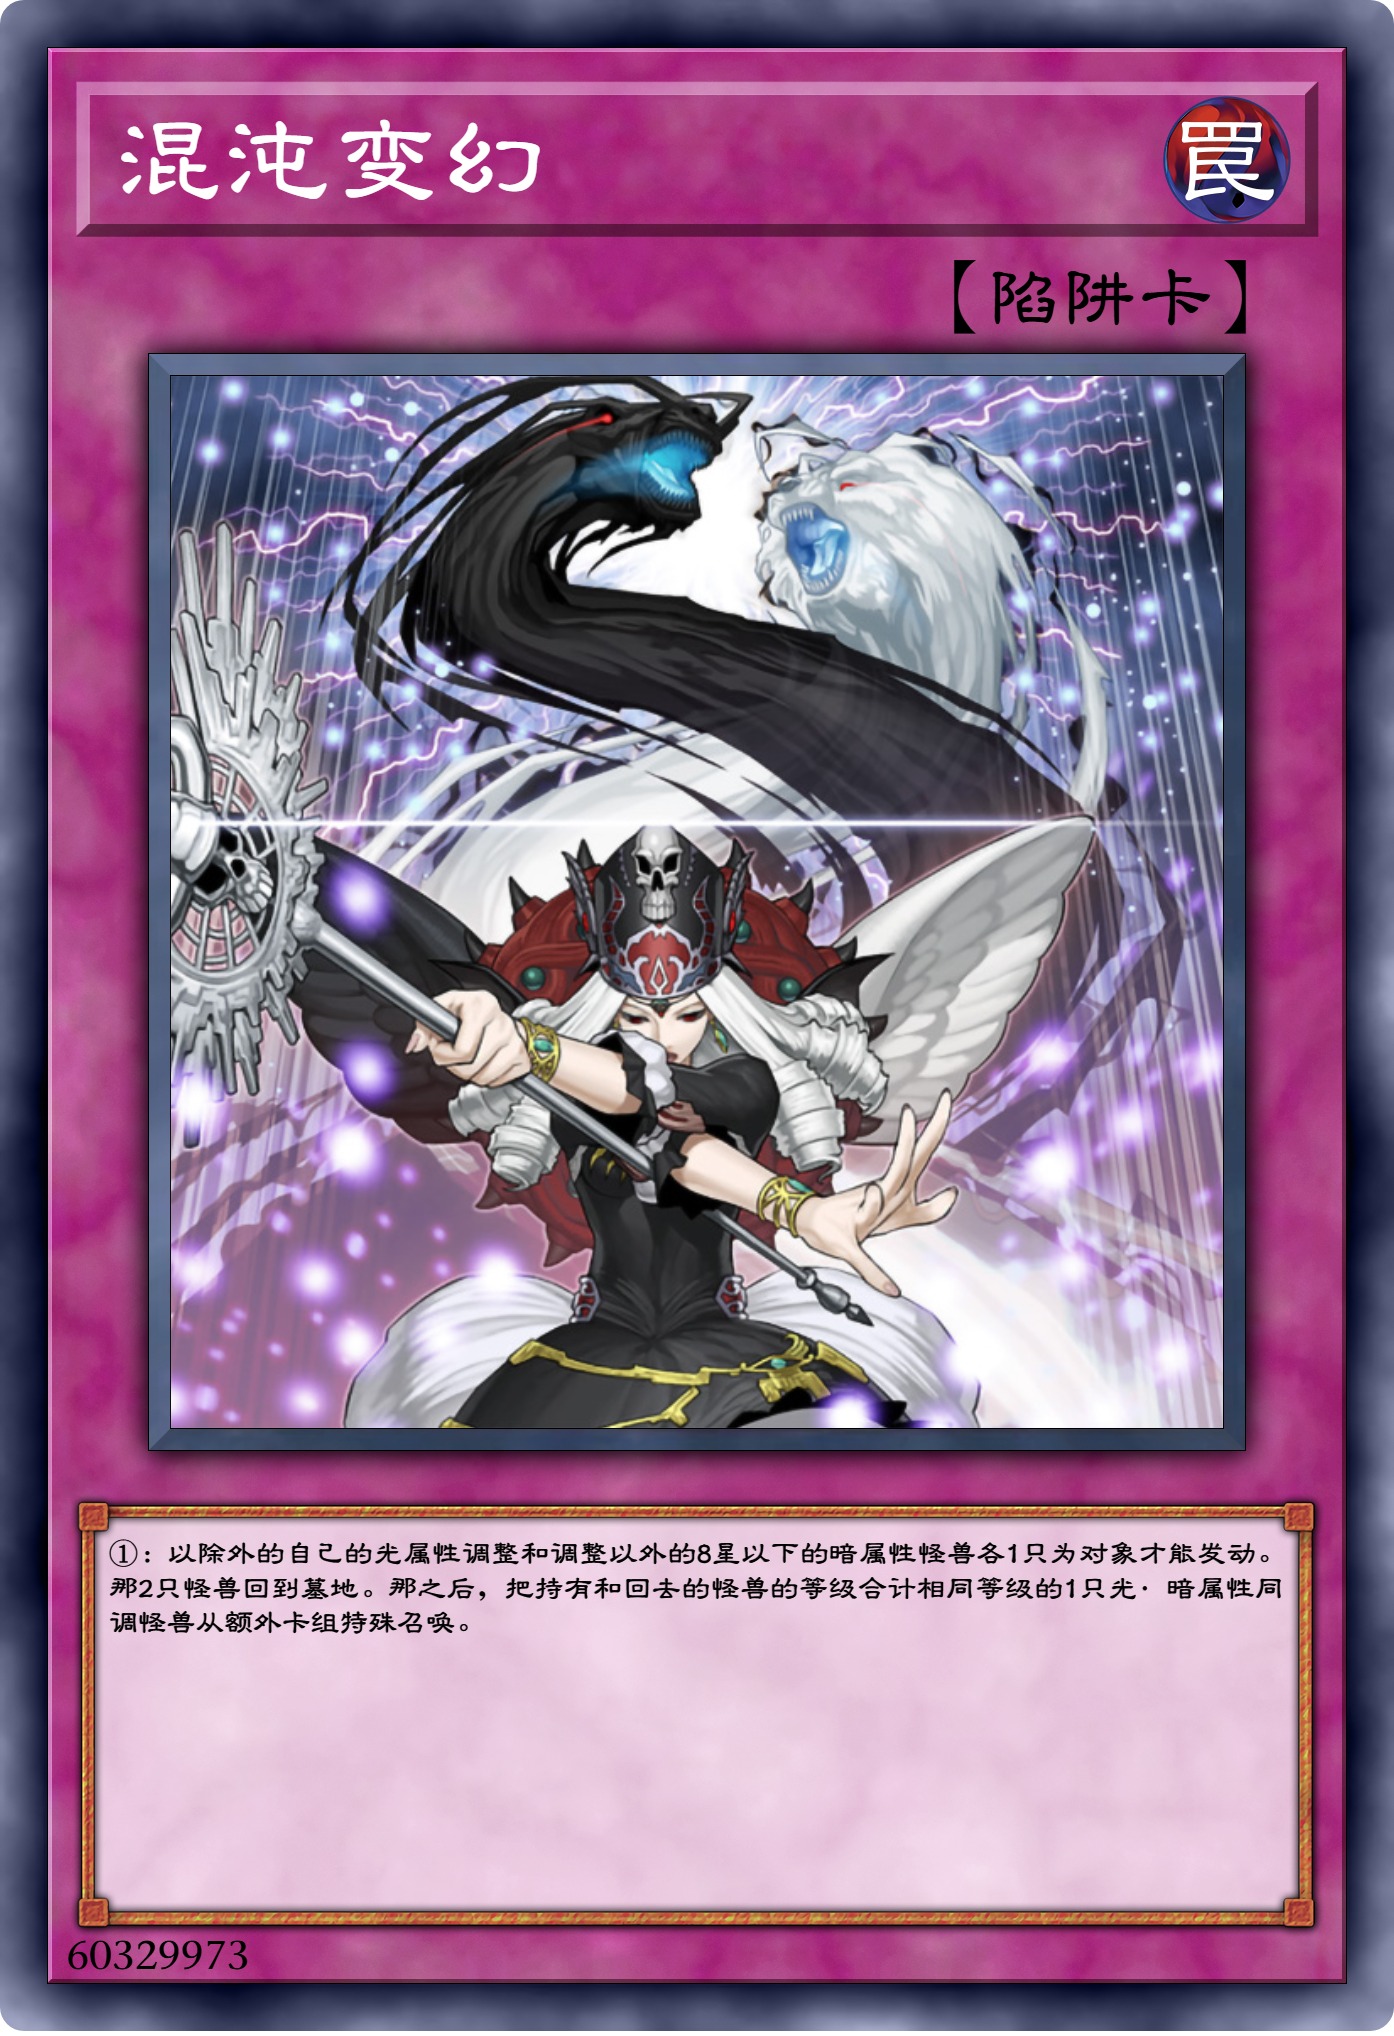 混沌变幻
罠
【陷阱卡】
①：以除外的自己的光属性调整和调整以外的8星以下的暗属性怪兽各1只为对象才能发动。
那2只怪兽回到墓地。那之后，把持有和回去的怪兽的等级合计相同等级的1只光·暗属性同
调怪兽从额外卡组特殊召唤。
60329973